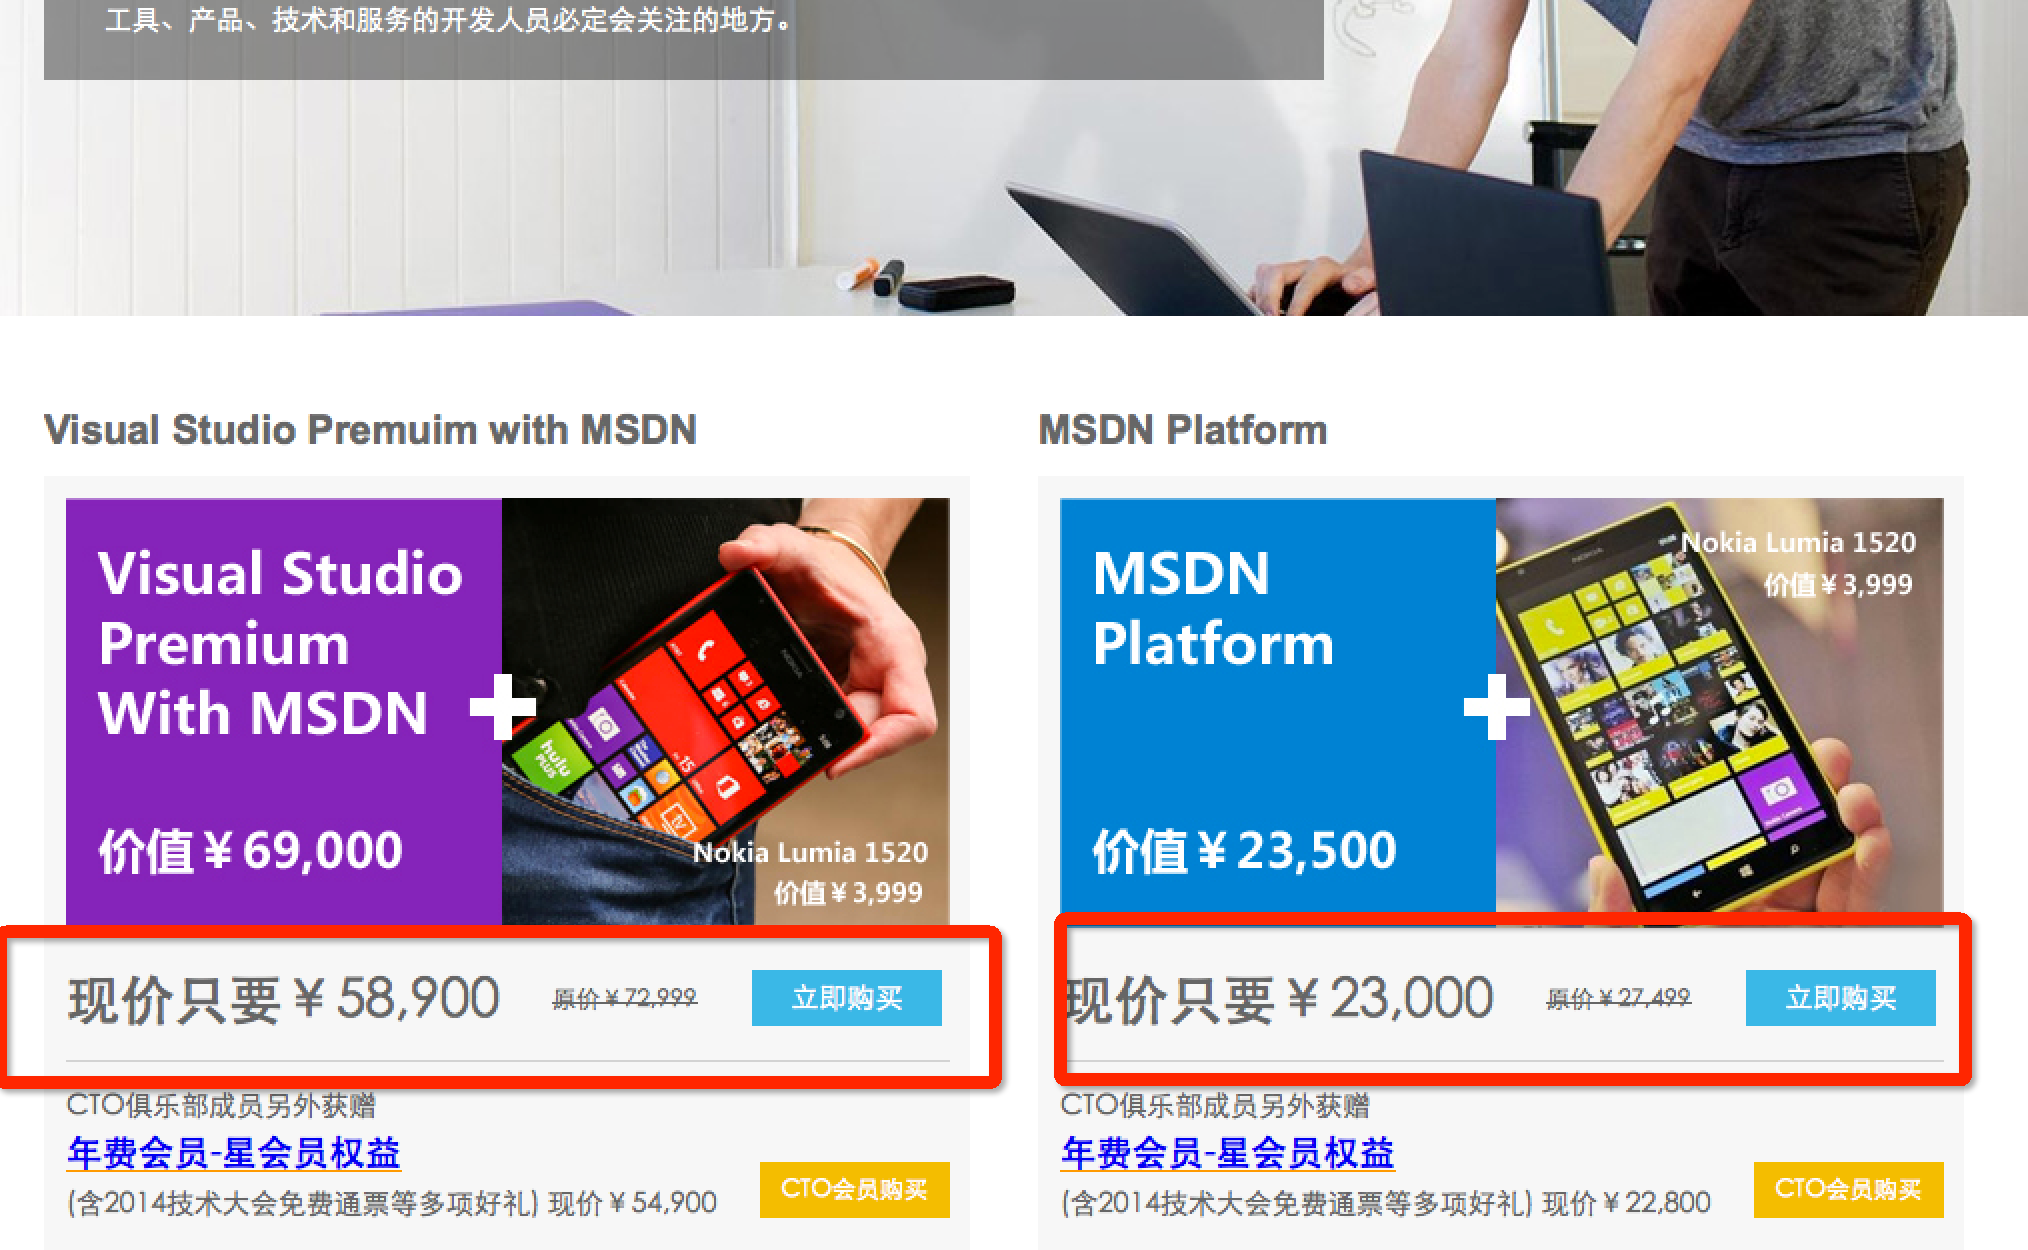 工具、产品、技术和服务的开发人员必定会关注的地方。
Visual Studio Premuim with MSDN
Visual Studio
Premium
With MSDN
价值￥69,000
hulu
PLUS
15
tv
Nokia Lumia 1520
价值￥3,999
现价只要￥58,900 原价￥72,999 立即购买
CTO俱乐部成员另外获赠
年费会员-星会员权益
(含2014技术大会免费通票等多项好礼) 现价￥54,900 CTO会员购买
MSDN Platform
MSDN
Platform
价值￥23,500
NOKIA
Nokia Lumia 1520
价值￥3,999
现价只要￥23,000 原价￥27,499 立即购买
CTO俱乐部成员另外获赠
年费会员-星会员权益
(含2014技术大会免费通票等多项好礼) 现价￥22,800 CTO会员购买